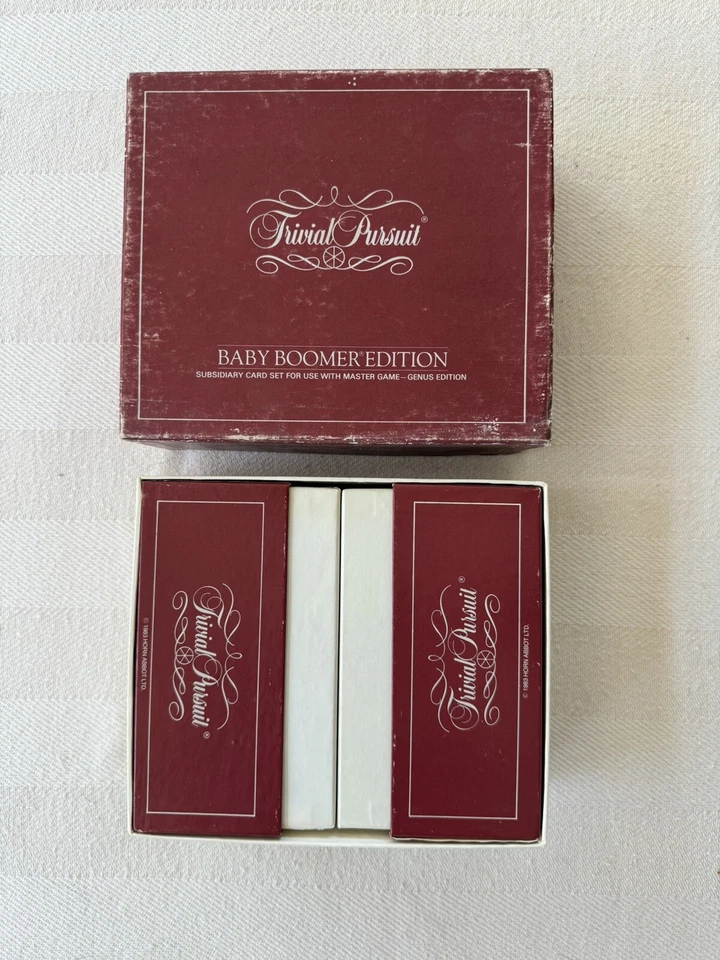 Trivial Pursuit®
BABY BOOMER® EDITION
SUBSIDIARY CARD SET FOR USE WITH MASTER GAME—GENUS EDITION
Trivial Pursuit®
© 1983 HORN ABBOT LTD.
Trivial Pursuit®
© 1983 HORN ABBOT LTD.